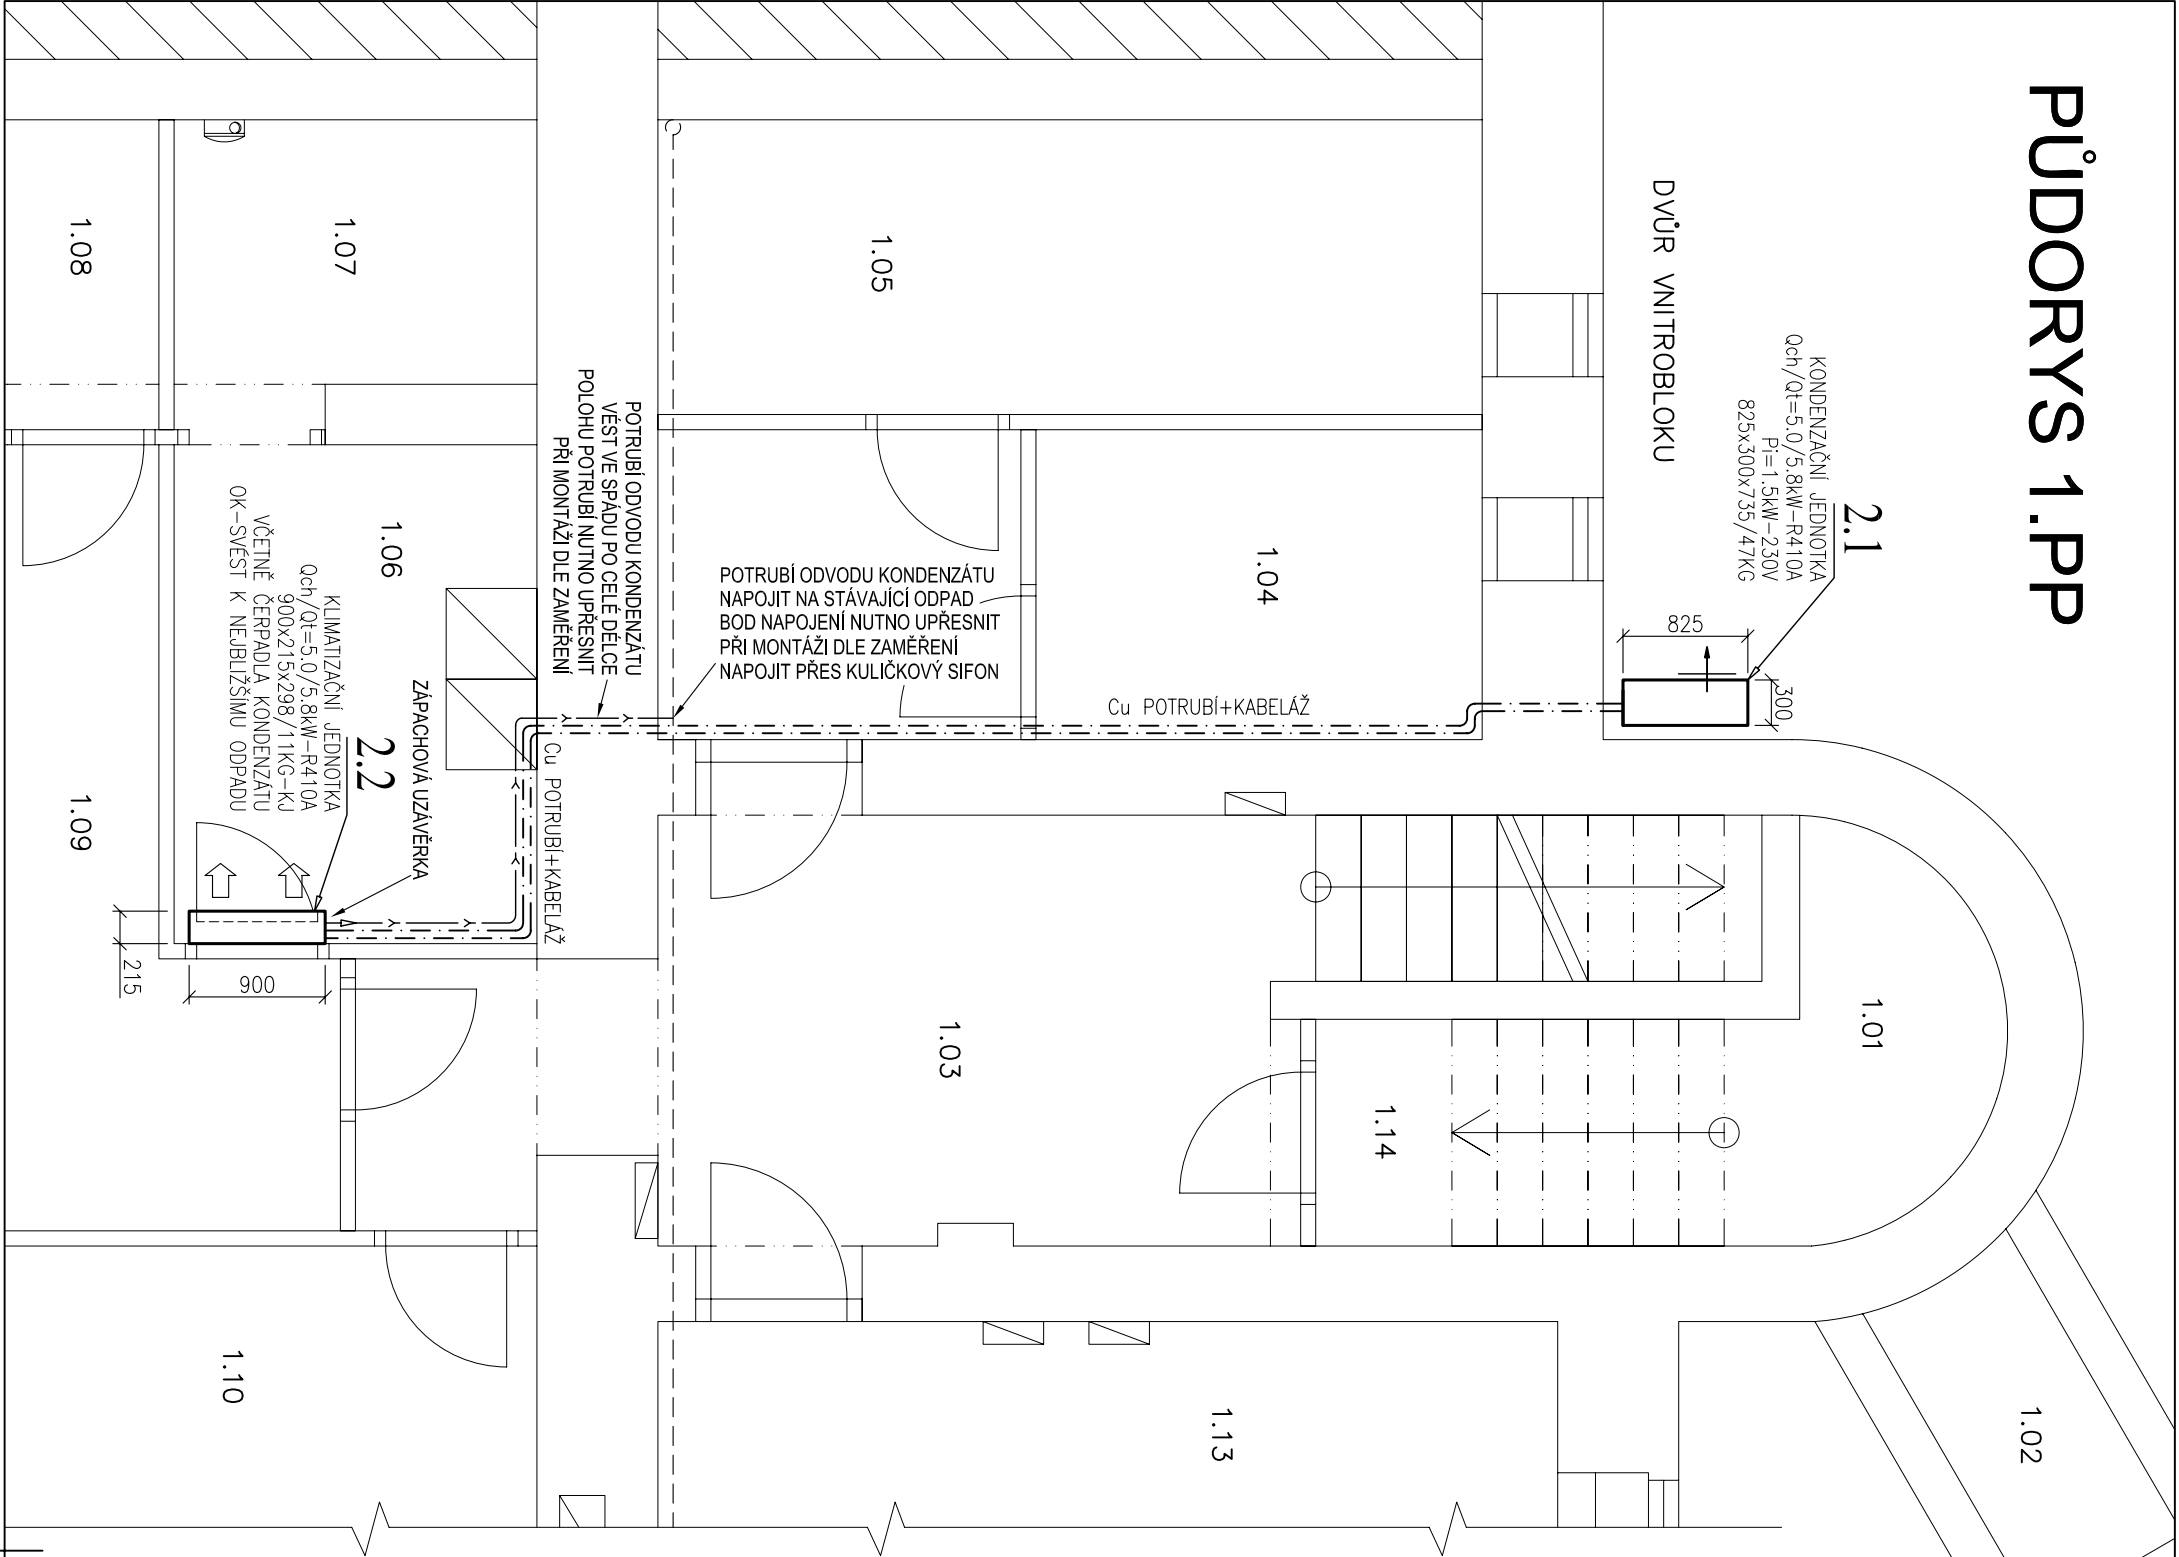 PŮDORYS 1.PP
DVŮR VNITROBLOKU
2.1
KONDENZAČNÍ JEDNOTKA
Qch/Qt=5.0/5.8kW-R410A
Pi=1.5kW-230V
825x300x735/47KG
825
300
1.08
1.07
1.05
1.04
1.06
POTRUBÍ ODVODU KONDENZÁTU
VÉST VE SPÁDU PO CELÉ DÉLCE
POLOHU POTRUBÍ NUTNO UPŘESNIT
PŘI MONTÁŽI DLE ZAMĚŘENÍ
POTRUBÍ ODVODU KONDENZÁTU
NAPOJIT NA STÁVAJÍCÍ ODPAD
BOD NAPOJENÍ NUTNO UPŘESNIT
PŘI MONTÁŽI DLE ZAMĚŘENÍ
NAPOJIT PŘES KULIČKOVÝ SIFON
Cu POTRUBÍ+KABELÁŽ
Cu POTRUBÍ+KABELÁŽ
ZÁPACHOVÁ UZÁVĚRKA
2.2
KLIMATIZAČNÍ JEDNOTKA
Qch/Qt=5.0/5.8kW-R410A
900x215x298/11KG-KJ
VČETNĚ ČERPADLA KONDENZÁTU
OK-SVÉST K NEJBLIŽŠÍMU ODPADU
215
900
1.09
1.03
1.01
1.14
1.10
1.13
1.02